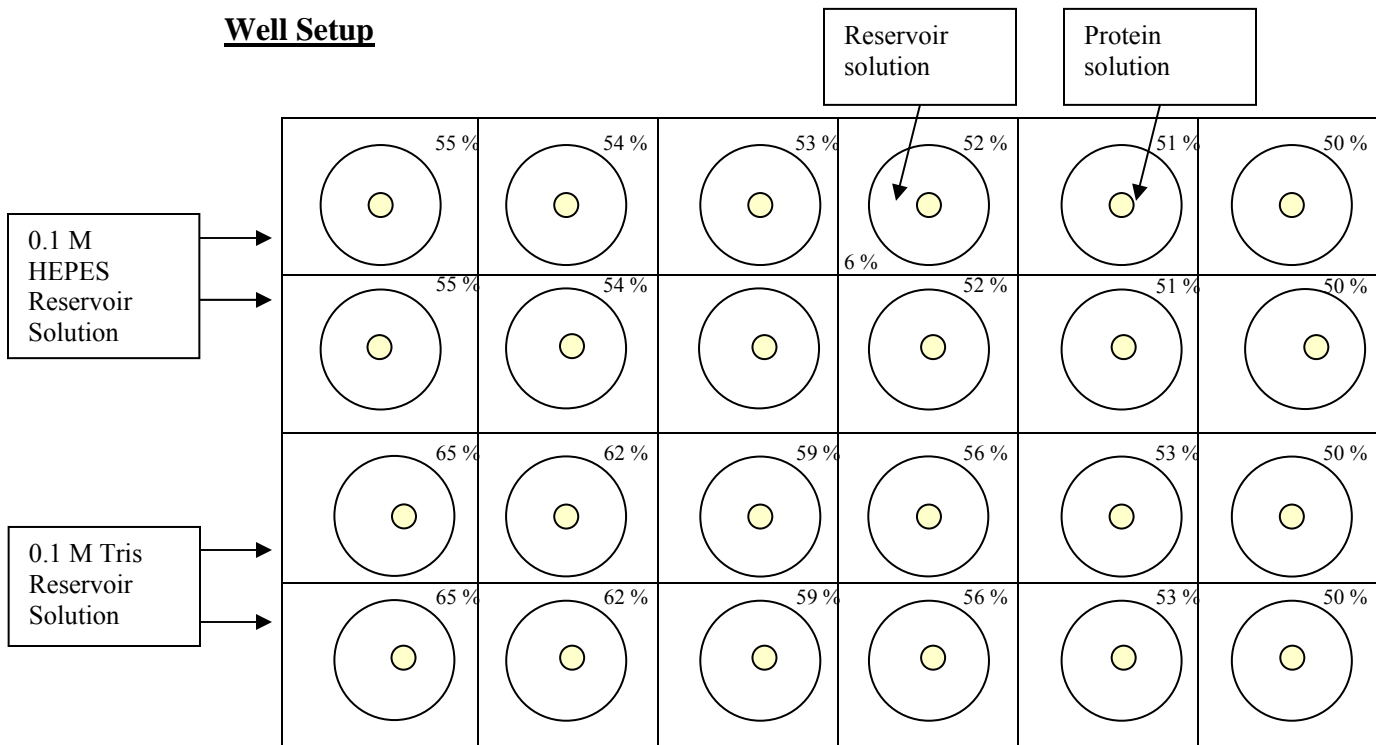 Well Setup
Reservoir
solution
Protein
solution
55 % 54 % 53 % 52 % 51 % 50 %
0.1 M
HEPES
Reservoir
Solution
6 %
55 % 54 % 52 % 51 % 50 %
65 % 62 % 59 % 56 % 53 % 50 %
0.1 M Tris
Reservoir
Solution
65 % 62 % 59 % 56 % 53 % 50 %